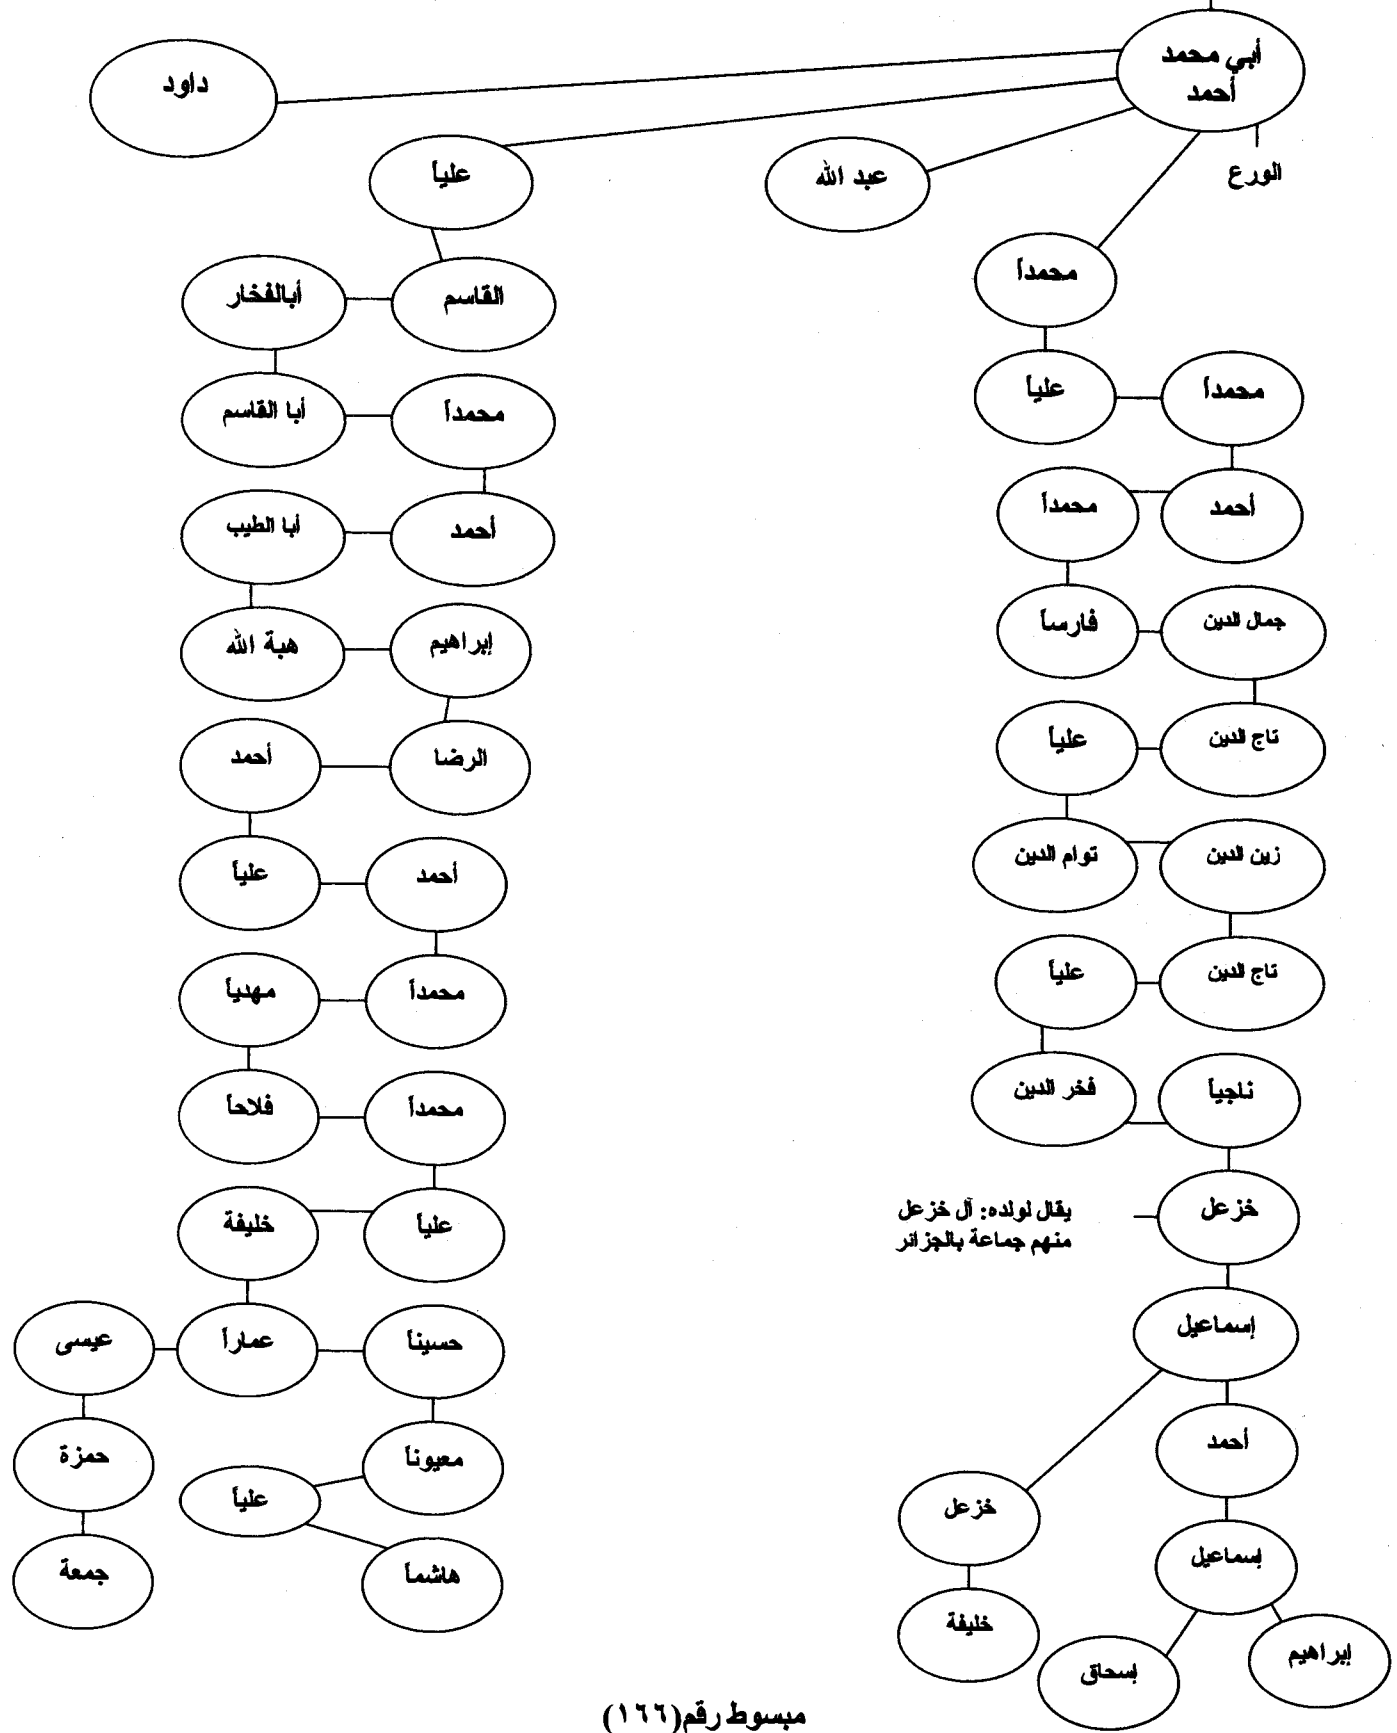 أبي محمد
أحمد
الورع
داود
علياً
عبد الله
محمداً
القاسم
أبالفخار
علياً
محمداً
محمداً
أبا القاسم
أحمد
محمداً
أحمد
أبا الطيب
جمال الدين
فارساً
إبراهيم
هبة الله
تاج الدين
علياً
الرضا
أحمد
زين الدين
توام الدين
أحمد
علياً
تاج الدين
علياً
محمداً
مهدياً
ناجياً
فخر الدين
محمداً
فلاحاً
خزعل
يقال لولده: آل خزعل
منهم جماعة بالجزائر
علياً
خليفة
إسماعيل
حسيناً
عماراً
عيسى
أحمد
معيوناً
حمزة
خزعل
علياً
إسماعيل
هاشماً
جمعة
خليفة
إبراهيم
إسحاق
مبسوط رقم(١٦٦)